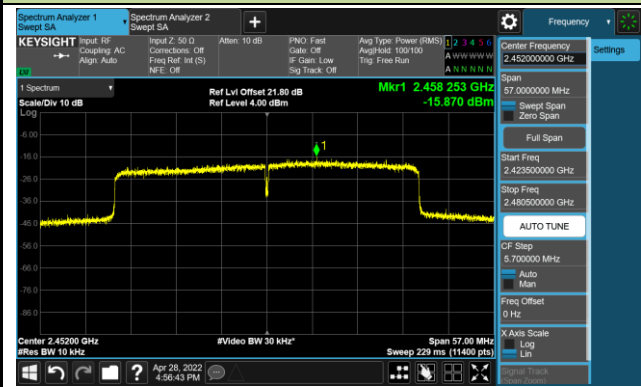 Spectrum Analyzer 1
Swept SA
Spectrum Analyzer 2
Swept SA
+
Frequency
KEYSIGHT
Input: RF
Coupling: AC
Align: Auto
Input Z: 50 Ω
Corrections: Off
Freq Ref: Int (S)
NFE: Off
Atten: 10 dB
PNO: Fast
Gate: Off
IF Gain: Low
Sig Track: Off
Avg Type: Power (RMS)
Avg|Hold: 100/100
Trig: Free Run
1 2 3 4 5 6
A W W W W W
A N N N N N
Center Frequency
2.452000000 GHz
Settings
Span
57.0000000 MHz
Swept Span
Zero Span
Full Span
Start Freq
2.423500000 GHz
Stop Freq
2.480500000 GHz
AUTO TUNE
CF Step
5.700000 MHz
Auto
Man
Freq Offset
0 Hz
X Axis Scale
Log
Lin
Signal Track
(Span Zoom)
1 Spectrum
Scale/Div 10 dB
Log
Ref Lvl Offset 21.80 dB
Ref Level 4.00 dBm
Mkr1 2.458 253 GHz
-15.870 dBm
1
-6.00
-16.0
-26.0
-36.0
-46.0
-56.0
-66.0
-76.0
-86.0
Center 2.45200 GHz
#Res BW 10 kHz
#Video BW 30 kHz*
Span 57.00 MHz
Sweep 229 ms (11400 pts)
?
Apr 28, 2022
4:56:43 PM